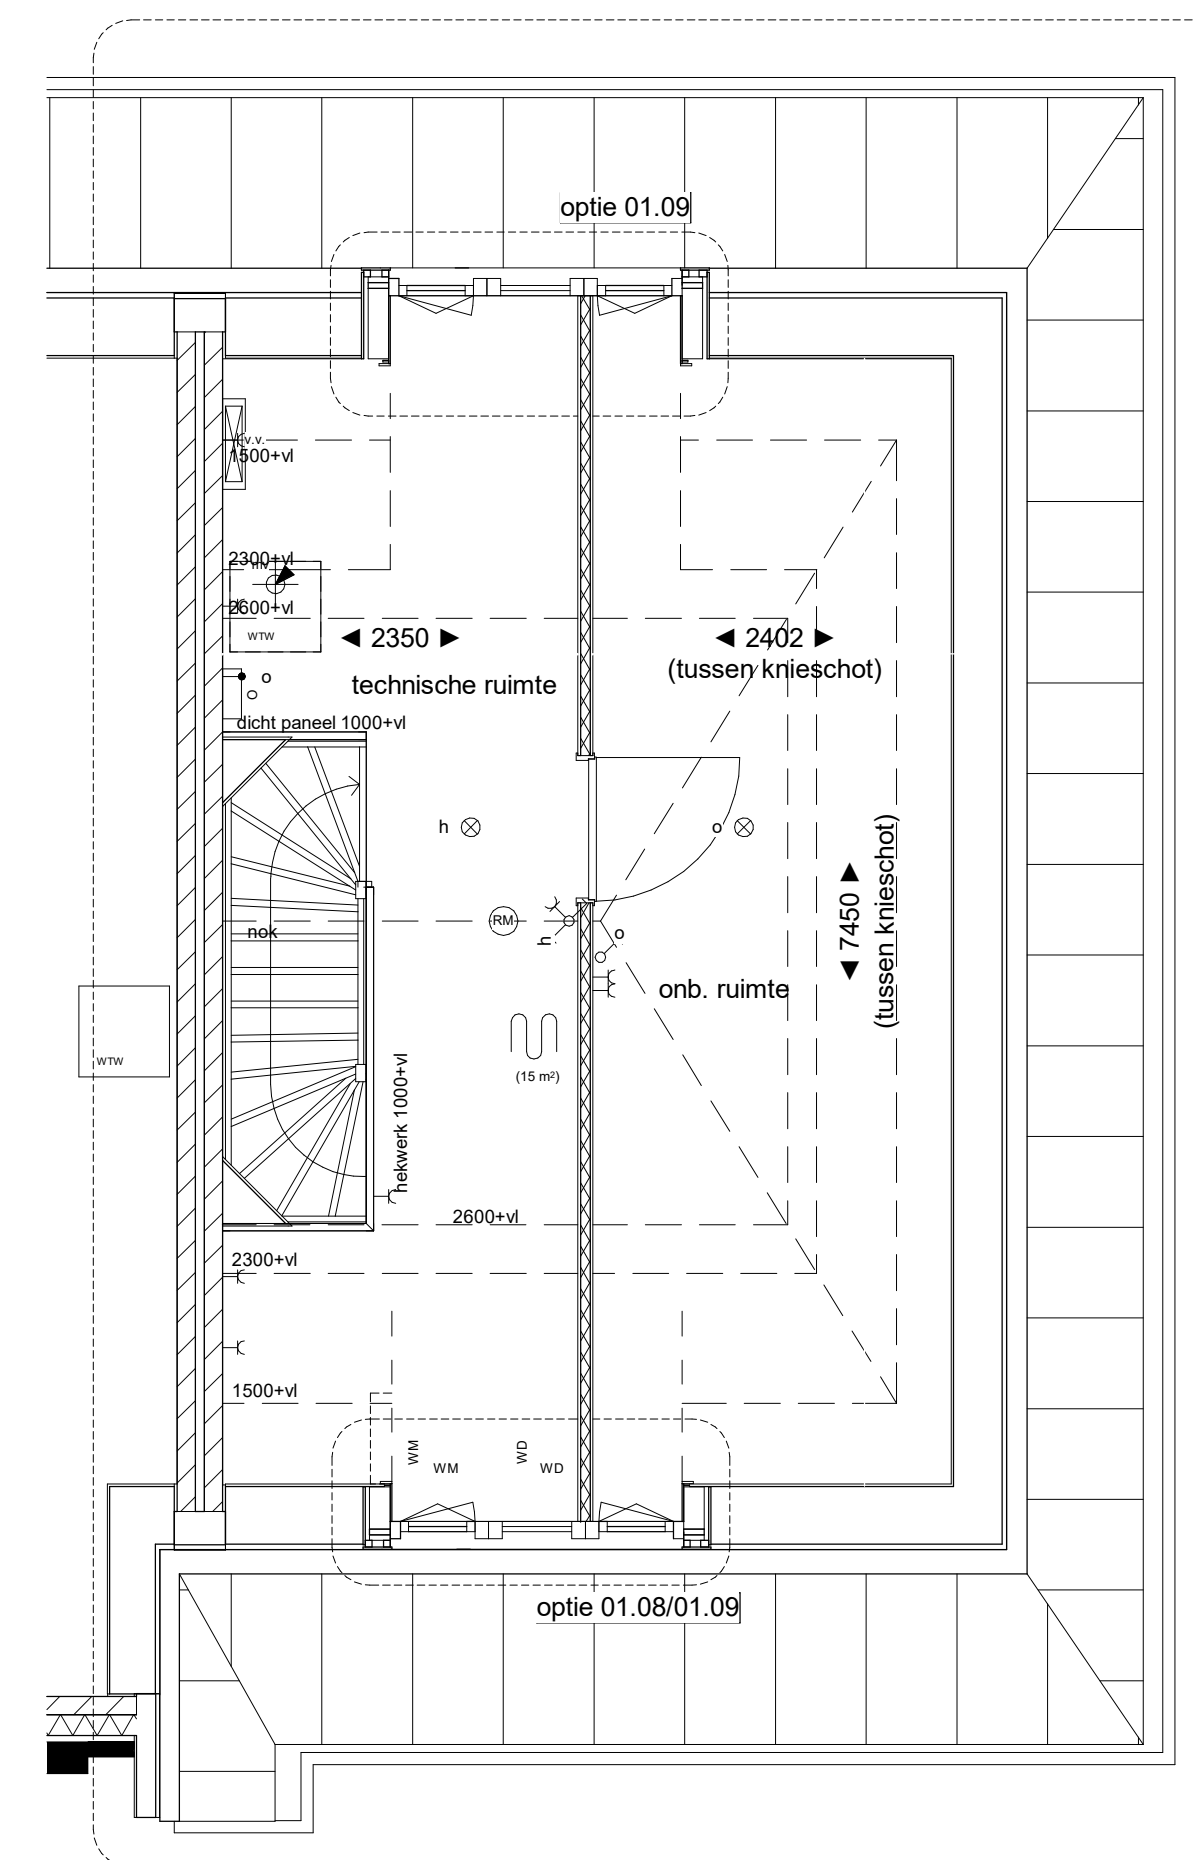 optie 01.09
v.v.
1500+vl
2300+vl
mv
2600+vl
WTW
◄ 2350 ►
◄ 2402 ►
(tussen knieschot)
technische ruimte
o
dicht paneel 1000+vl
h
o
◄ 7450 ►
(tussen knieschot)
nok
RM
h
o
onb. ruimte
WTW
(15 m²)
hekwerk 1000+vl
2600+vl
2300+vl
1500+vl
WM
WM
WD
WD
optie 01.08/01.09